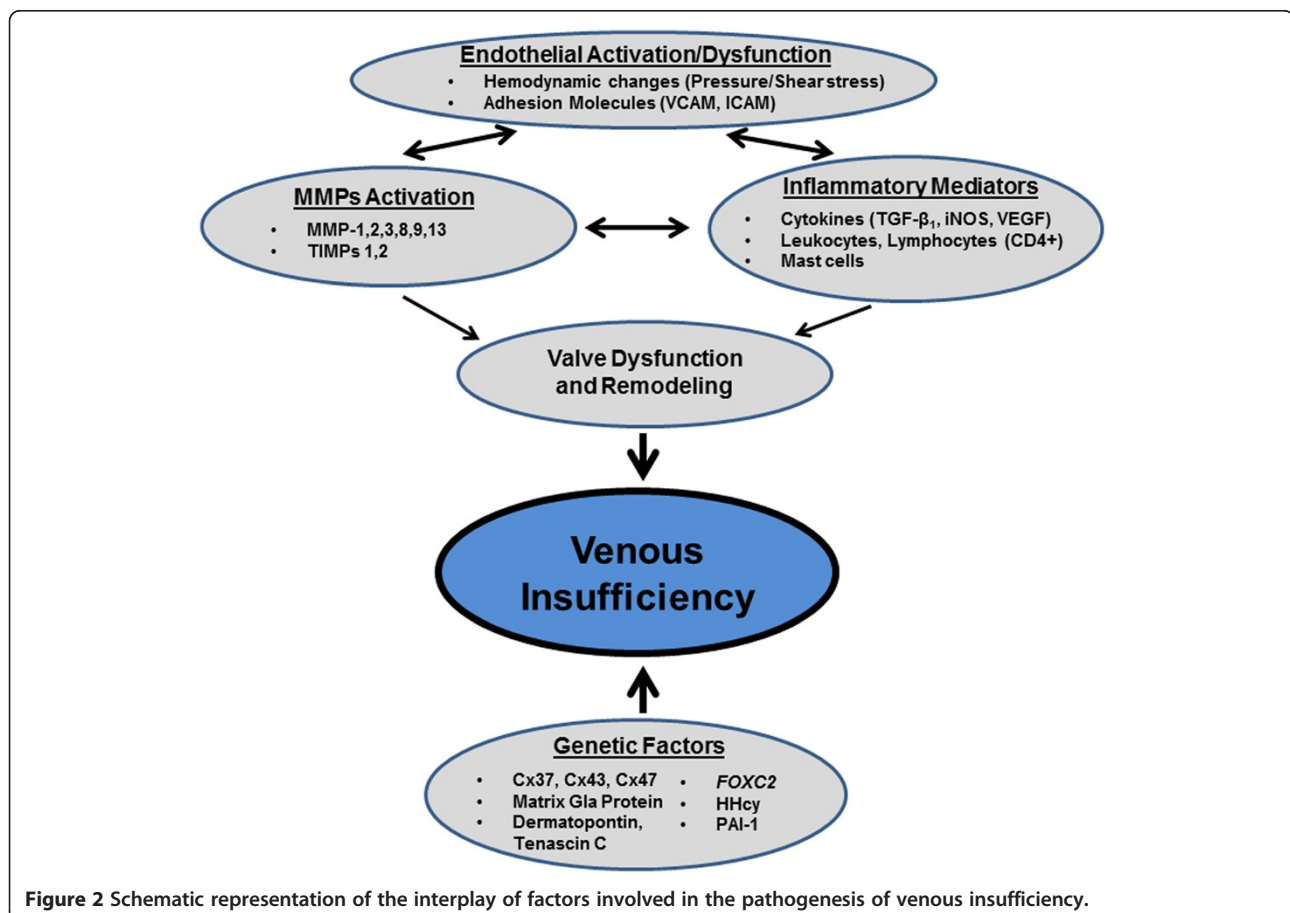 Endothelial Activation/Dysfunction
• Hemodynamic changes (Pressure/Shear stress)
• Adhesion Molecules (VCAM, ICAM)
MMPs Activation
• MMP-1,2,3,8,9,13
• TIMPs 1,2
Inflammatory Mediators
• Cytokines (TGF-β₁, iNOS, VEGF)
• Leukocytes, Lymphocytes (CD4+)
• Mast cells
Valve Dysfunction
and Remodeling
Venous
Insufficiency
Genetic Factors
• Cx37, Cx43, Cx47
• Matrix Gla Protein
• Dermatopontin,
Tenascin C
• FOXC2
• HHcy
• PAI-1
Figure 2 Schematic representation of the interplay of factors involved in the pathogenesis of venous insufficiency.